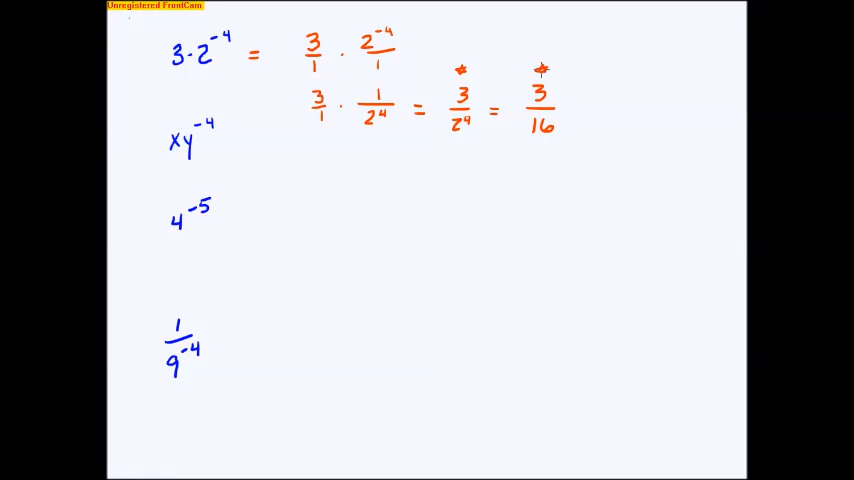 Unregistered FrontCam
3 · 2⁻⁴ = 3/1 · 2⁻⁴/1
3/1 · 1/2⁴ = 3/2⁴ = 3/16
xy⁻⁴
4⁻⁵
1/9⁻⁴